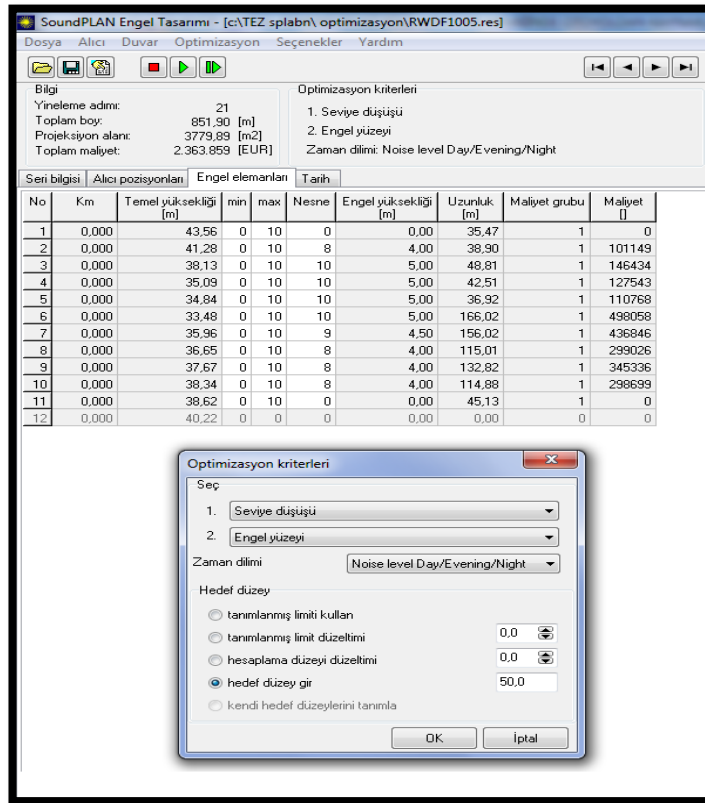 SoundPLAN Engel Tasarımı - [c:\TEZ splabn\ optimizasyon\RWDF1005.res]
Dosya Alıcı Duvar Optimizasyon Seçenekler Yardım
Bilgi
Yineleme adımı: 21
Toplam boy: 851,90 [m]
Projeksiyon alanı: 3779,89 [m2]
Toplam maliyet: 2.363.859 [EUR]
Optimizasyon kriterleri
1. Seviye düşüşü
2. Engel yüzeyi
Zaman dilimi: Noise level Day/Evening/Night
Seri bilgisi Alıcı pozisyonları Engel elemanları Tarih
No Km Temel yüksekliği [m] min max Nesne Engel yüksekliği [m] Uzunluk [m] Maliyet grubu Maliyet []
1 0,000 43,56 0 10 0 0,00 35,47 1 0
2 0,000 41,28 0 10 8 4,00 38,90 1 101149
3 0,000 38,13 0 10 10 5,00 48,81 1 146434
4 0,000 35,09 0 10 10 5,00 42,51 1 127543
5 0,000 34,84 0 10 10 5,00 36,92 1 110768
6 0,000 33,48 0 10 10 5,00 166,02 1 498058
7 0,000 35,96 0 10 9 4,50 156,02 1 436846
8 0,000 36,65 0 10 8 4,00 115,01 1 299026
9 0,000 37,67 0 10 8 4,00 132,82 1 345336
10 0,000 38,34 0 10 8 4,00 114,88 1 298699
11 0,000 38,62 0 10 0 0,00 45,13 1 0
12 0,000 40,22 0 0 0 0,00 0,00 0 0
Optimizasyon kriterleri
Seç
1. Seviye düşüşü
2. Engel yüzeyi
Zaman dilimi Noise level Day/Evening/Night
Hedef düzey
tanımlanmış limiti kullan
tanımlanmış limit düzeltimi 0,0
hesaplama düzeyi düzeltimi 0,0
hedef düzey gir 50,0
kendi hedef düzeylerini tanımla
OK İptal